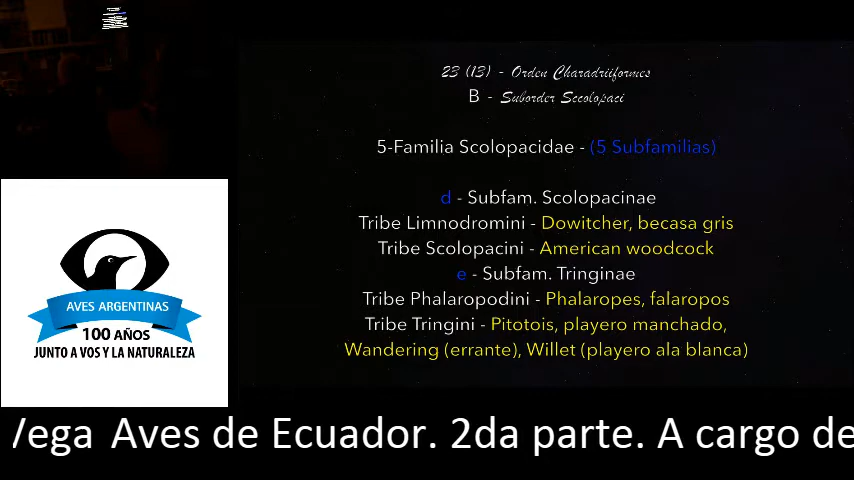 23 (13) - Orden Charadriiformes
B - Suborder Sccolopaci
5-Familia Scolopacidae - (5 Subfamilias)
d - Subfam. Scolopacinae
Tribe Limnodromini - Dowitcher, becasa gris
Tribe Scolopacini - American woodcock
e - Subfam. Tringinae
Tribe Phalaropodini - Phalaropes, falaropos
Tribe Tringini - Pitotois, playero manchado,
Wandering (errante), Willet (playero ala blanca)
AVES ARGENTINAS
100 AÑOS
JUNTO A VOS Y LA NATURALEZA
Vega Aves de Ecuador. 2da parte. A cargo de